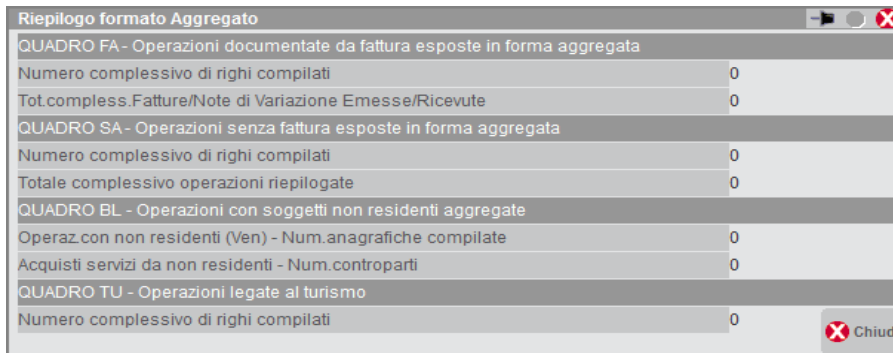 Riepilogo formato Aggregato
QUADRO FA - Operazioni documentate da fattura esposte in forma aggregata
Numero complessivo di righi compilati 0
Tot.compless.Fatture/Note di Variazione Emesse/Ricevute 0
QUADRO SA - Operazioni senza fattura esposte in forma aggregata
Numero complessivo di righi compilati 0
Totale complessivo operazioni riepilogate 0
QUADRO BL - Operazioni con soggetti non residenti aggregate
Operaz.con non residenti (Ven) - Num.anagrafiche compilate 0
Acquisti servizi da non residenti - Num.controparti 0
QUADRO TU - Operazioni legate al turismo
Numero complessivo di righi compilati 0
Chiud